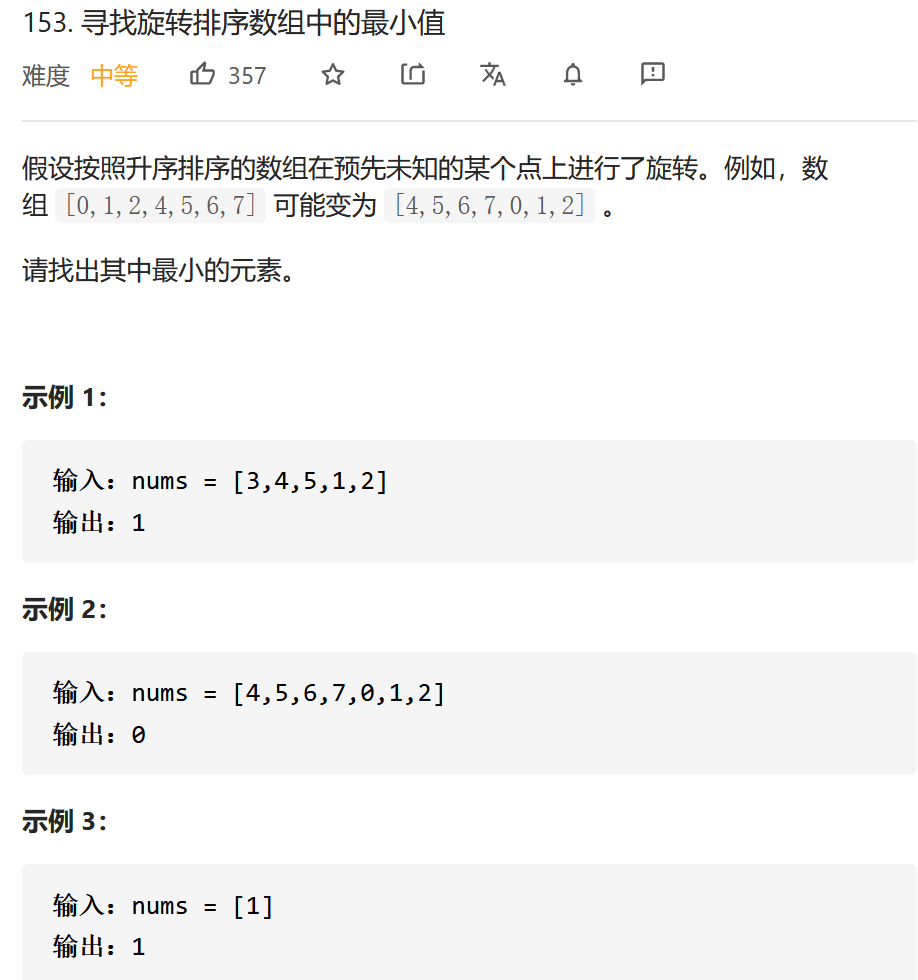 153. 寻找旋转排序数组中的最小值
难度 中等 357
假设按照升序排序的数组在预先未知的某个点上进行了旋转。例如，数
组 [0,1,2,4,5,6,7] 可能变为 [4,5,6,7,0,1,2] 。
请找出其中最小的元素。
示例 1：
输入：nums = [3,4,5,1,2]
输出：1
示例 2：
输入：nums = [4,5,6,7,0,1,2]
输出：0
示例 3：
输入：nums = [1]
输出：1